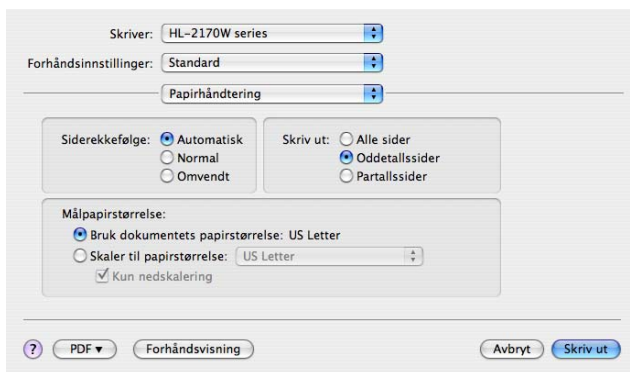 Skriver: HL-2170W series
Forhåndsinnstillinger: Standard
Papirhåndtering
Siderekkefølge: Automatisk
Normal
Omvendt
Skriv ut: Alle sider
Oddetallssider
Partallssider
Målpapirstørrelse:
Bruk dokumentets papirstørrelse: US Letter
Skaler til papirstørrelse: US Letter
Kun nedskalering
? PDF▼ Forhåndsvisning Avbryt Skriv ut